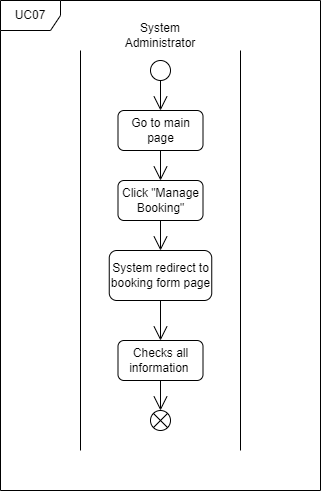 UC07
System
Administrator
Go to main
page
Click "Manage
Booking"
System redirect to
booking form page
Checks all
information